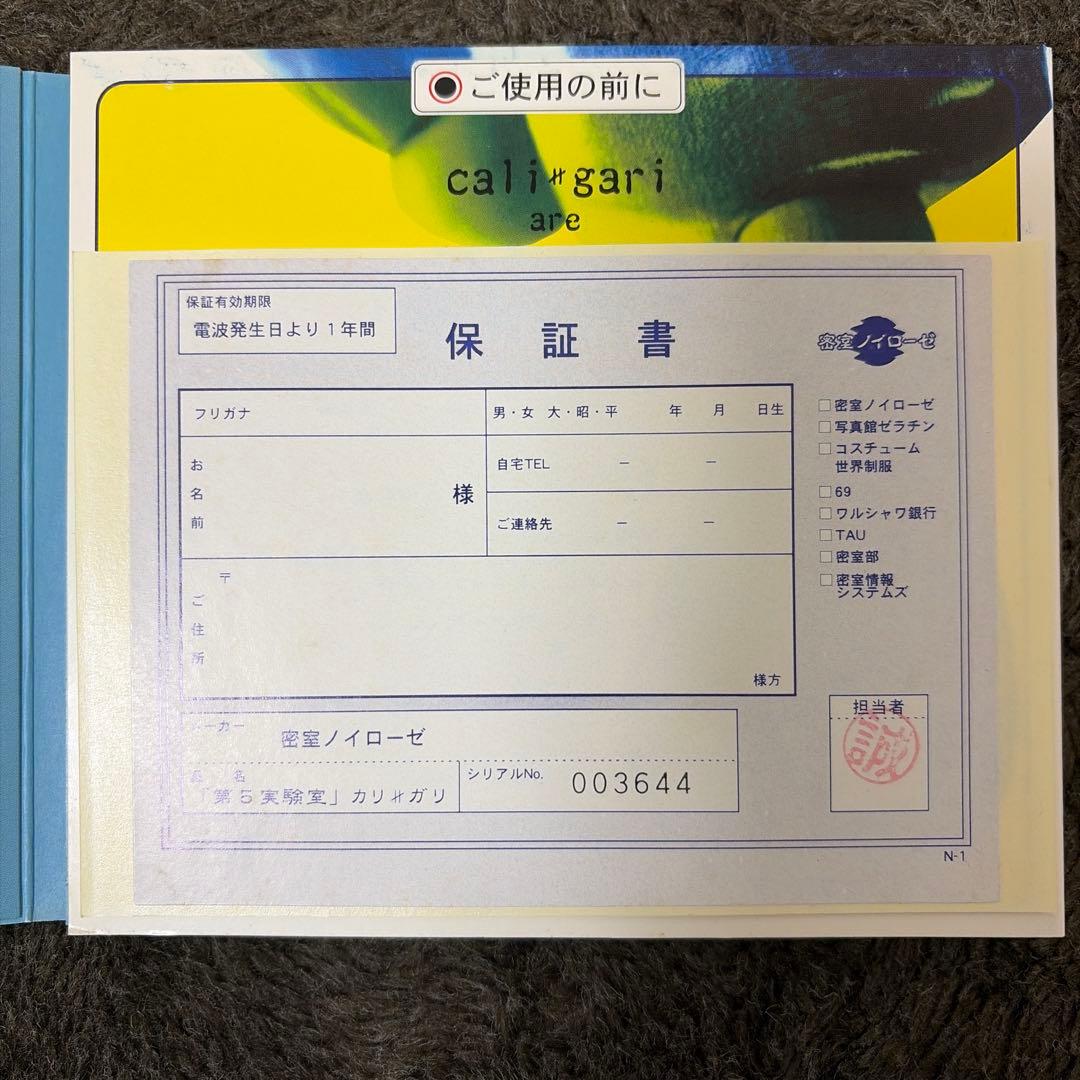 ご使用の前に
cali≠gari
are
保証有効期限
電波発生日より1年間
保証書
密室ノイローゼ
フリガナ
男・女 大・昭・平 年 月 日生
お名前
様
自宅TEL － －
ご連絡先 － －
〒
ご住所
様方
□密室ノイローゼ
□写真館ゼラチン
□コスチューム
世界制服
□69
□ワルシャワ銀行
□TAU
□密室部
□密室情報
システムズ
担当者
ーカー
密室ノイローゼ
品名
「第5実験室」カリ≠ガリ
シリアルNo. 003644
N-1